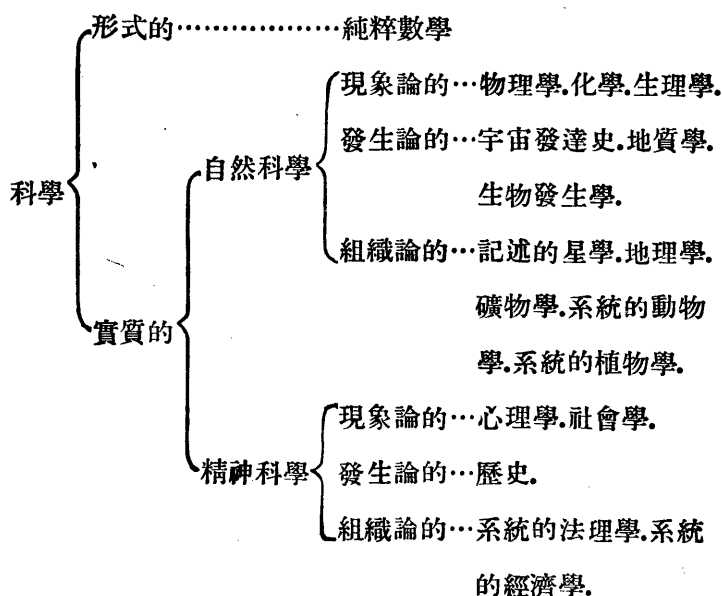 形式的………………純粹數學
現象論的…物理學.化學.生理學.
發生論的…宇宙發達史.地質學.
自然科學
科學
生物發生學.
組織論的…記述的星學.地理學.
礦物學.系統的動物
實質的
學.系統的植物學.
現象論的…心理學.社會學.
精神科學
發生論的…歷史.
組織論的…系統的法理學.系統
的經濟學.